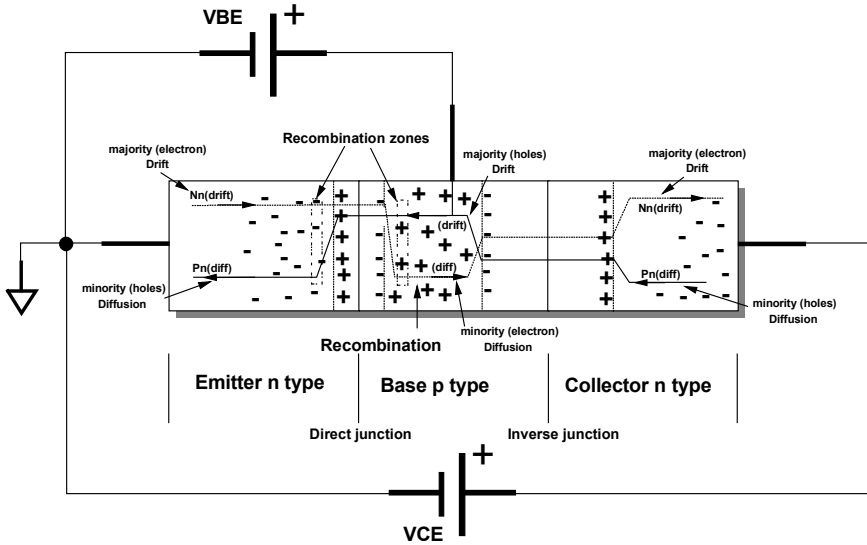 VBE
+
majority (electron)
Drift
Recombination zones
majority (holes)
Drift
majority (electron)
Drift
Nn(drift)
(drift)
Nn(drift)
Pn(diff)
(diff)
Pn(diff)
minority (holes)
Diffusion
Recombination
minority (electron)
Diffusion
minority (holes)
Diffusion
Emitter n type
Base p type
Collector n type
Direct junction
Inverse junction
+
VCE